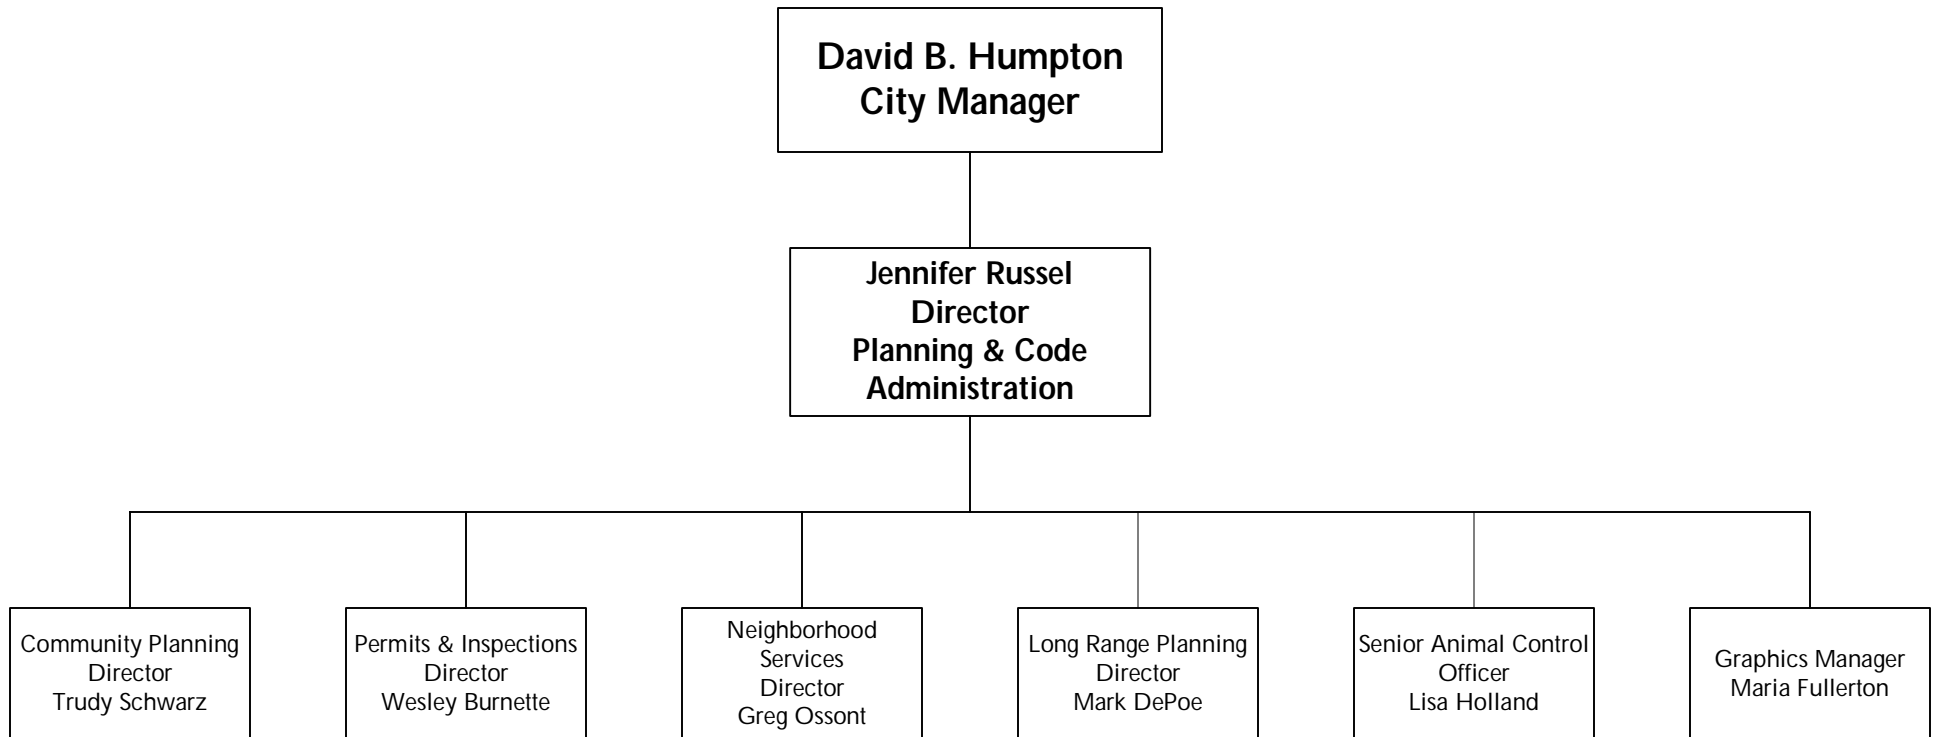 David B. Humpton
City Manager
Jennifer Russel
Director
Planning & Code
Administration
Community Planning
Director
Trudy Schwarz
Permits & Inspections
Director
Wesley Burnette
Neighborhood
Services
Director
Greg Ossont
Long Range Planning
Director
Mark DePoe
Senior Animal Control
Officer
Lisa Holland
Graphics Manager
Maria Fullerton